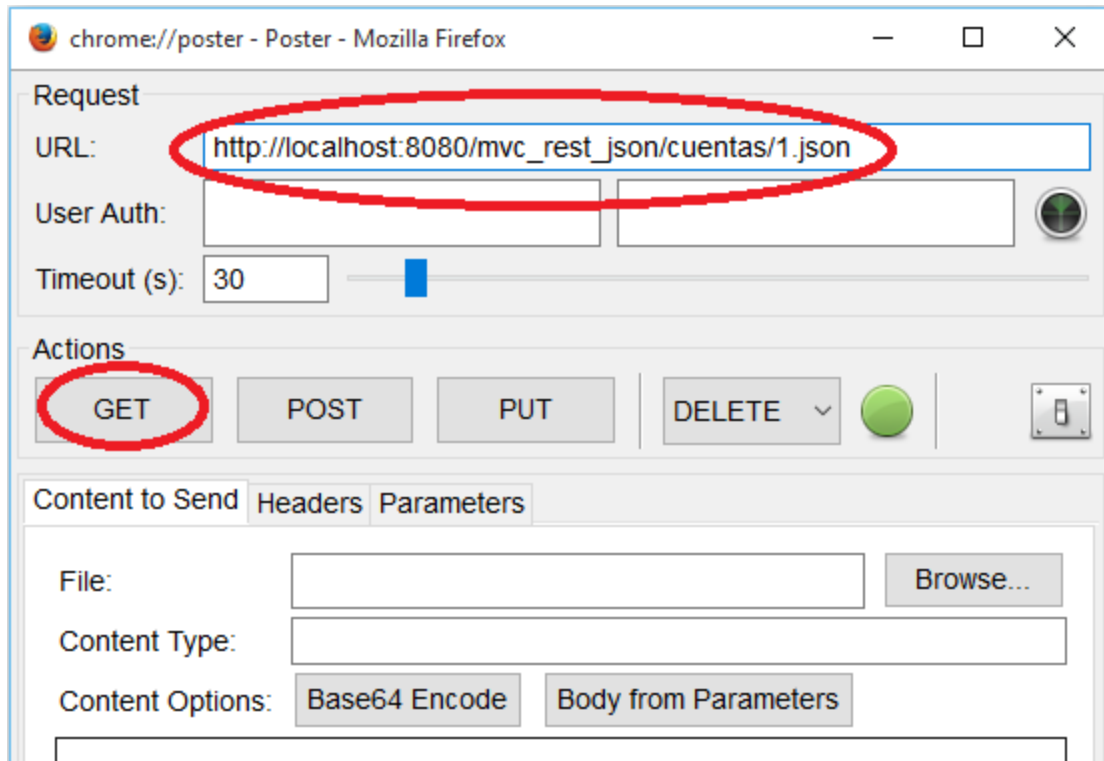 chrome://poster - Poster - Mozilla Firefox
Request
URL: http://localhost:8080/mvc_rest_json/cuentas/1.json
User Auth:
Timeout (s): 30
Actions
GET POST PUT DELETE
Content to Send Headers Parameters
File: Browse...
Content Type:
Content Options: Base64 Encode Body from Parameters